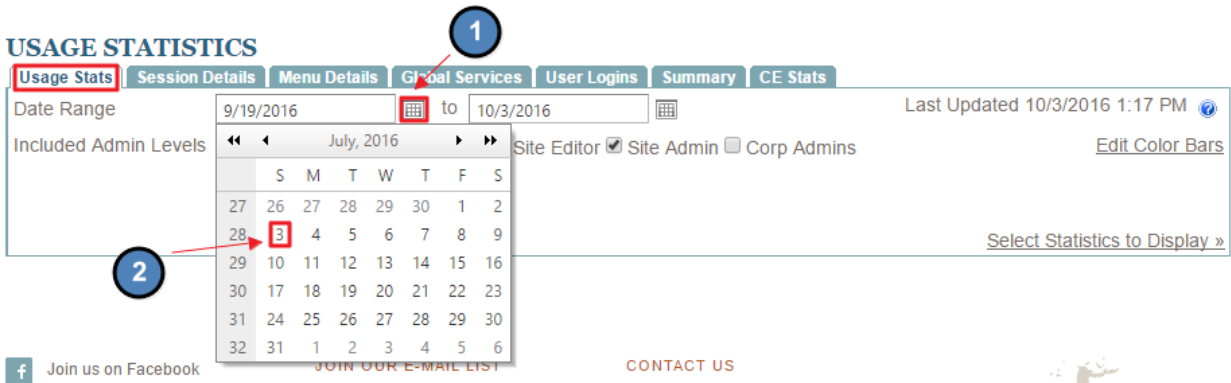 1
USAGE STATISTICS
Usage Stats Session Details Menu Details Global Services User Logins Summary CE Stats
Date Range 9/19/2016 to 10/3/2016 Last Updated 10/3/2016 1:17 PM ?
Included Admin Levels Site Editor Site Admin Corp Admins Edit Color Bars
July, 2016
S M T W T F S
27 26 27 28 29 30 1 2
28 3 4 5 6 7 8 9
Select Statistics to Display »
2
29 10 11 12 13 14 15 16
30 17 18 19 20 21 22 23
31 24 25 26 27 28 29 30
32 31 1 2 3 4 5 6
f Join us on Facebook JOIN OUR E-MAIL LIST CONTACT US